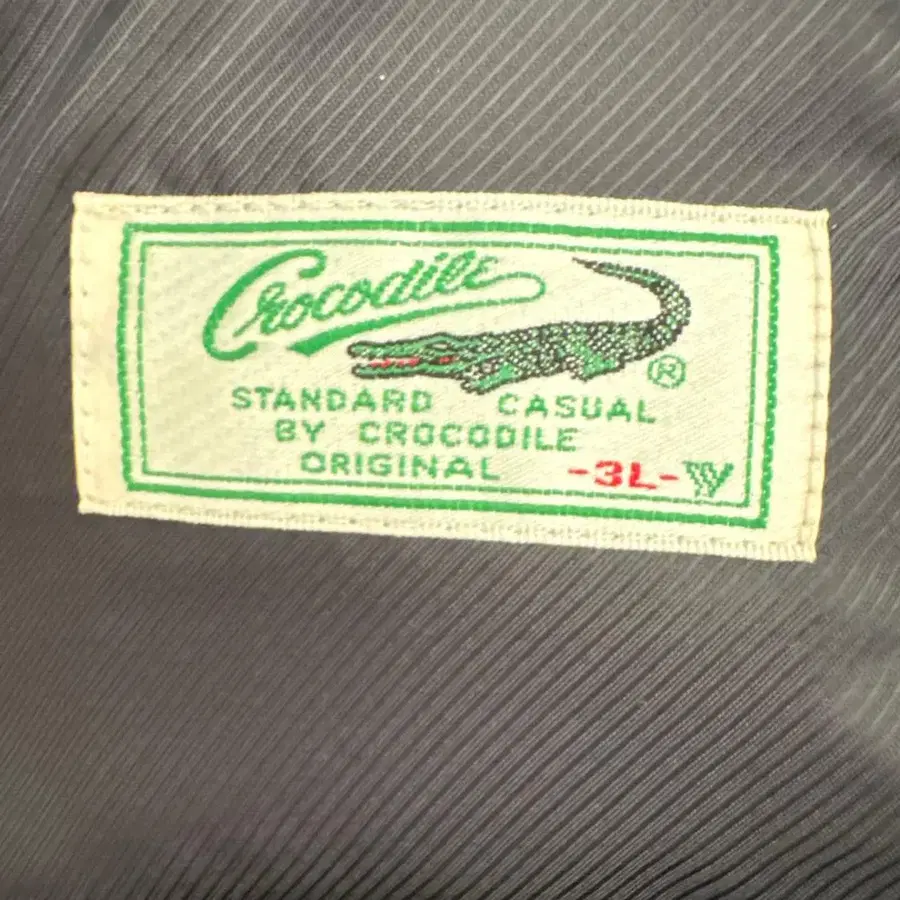 Crocodile
®
STANDARD CASUAL
BY CROCODILE
ORIGINAL -3L-